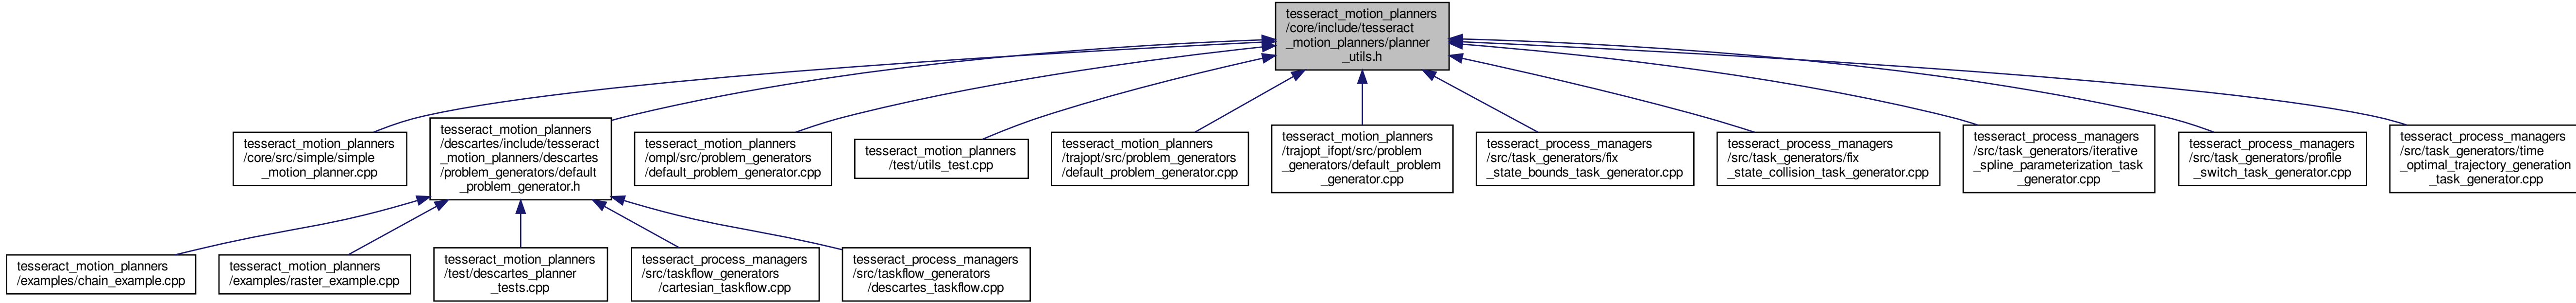 tesseract_motion_planners
/core/include/tesseract
_motion_planners/planner
_utils.h
tesseract_motion_planners
/core/src/simple/simple
_motion_planner.cpp
tesseract_motion_planners
/descartes/include/tesseract
_motion_planners/descartes
/problem_generators/default
_problem_generator.h
tesseract_motion_planners
/ompl/src/problem_generators
/default_problem_generator.cpp
tesseract_motion_planners
/test/utils_test.cpp
tesseract_motion_planners
/trajopt/src/problem_generators
/default_problem_generator.cpp
tesseract_motion_planners
/trajopt_ifopt/src/problem
_generators/default_problem
_generator.cpp
tesseract_process_managers
/src/task_generators/fix
_state_bounds_task_generator.cpp
tesseract_process_managers
/src/task_generators/fix
_state_collision_task_generator.cpp
tesseract_process_managers
/src/task_generators/iterative
_spline_parameterization_task
_generator.cpp
tesseract_process_managers
/src/task_generators/profile
_switch_task_generator.cpp
tesseract_process_managers
/src/task_generators/time
_optimal_trajectory_generation
_task_generator.cpp
tesseract_motion_planners
/examples/chain_example.cpp
tesseract_motion_planners
/examples/raster_example.cpp
tesseract_motion_planners
/test/descartes_planner
_tests.cpp
tesseract_process_managers
/src/taskflow_generators
/cartesian_taskflow.cpp
tesseract_process_managers
/src/taskflow_generators
/descartes_taskflow.cpp